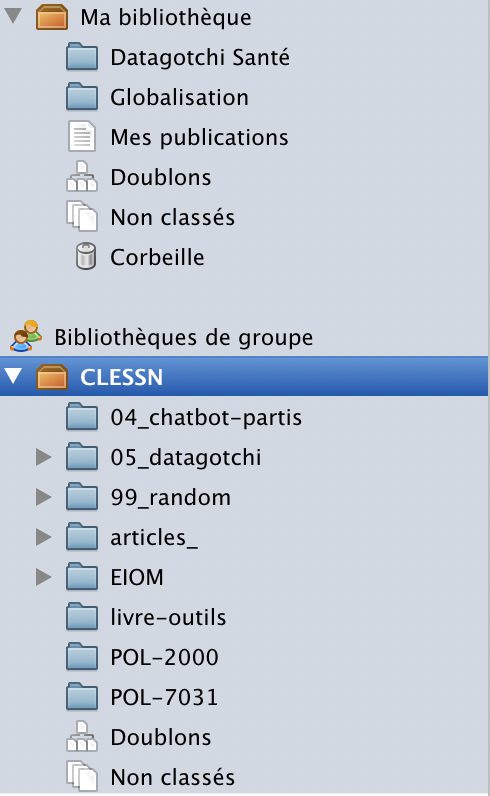 Ma bibliothèque
Datagotchi Santé
Globalisation
Mes publications
Doublons
Non classés
Corbeille
Bibliothèques de groupe
CLESSN
04_chatbot-partis
05_datagotchi
99_random
articles_
EIOM
livre-outils
POL-2000
POL-7031
Doublons
Non classés